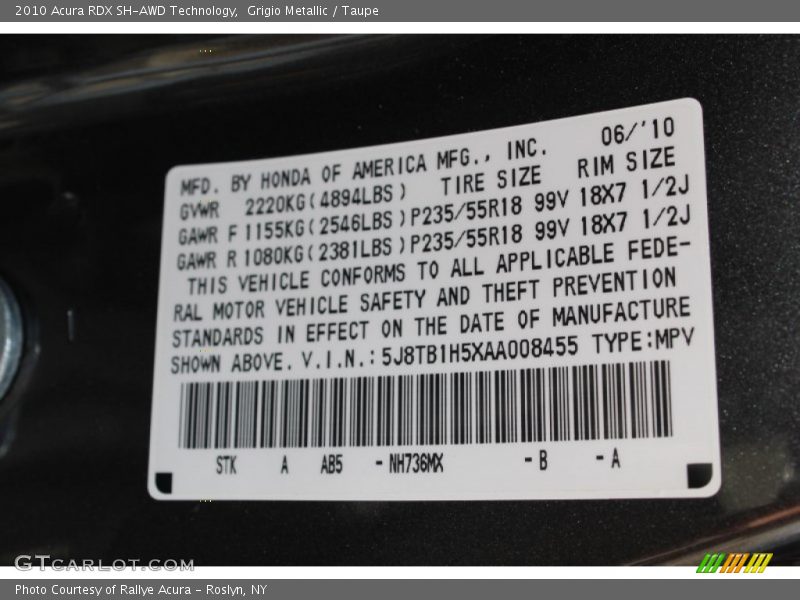 2010 Acura RDX SH-AWD Technology,  Grigio Metallic / Taupe
MFD. BY HONDA OF AMERICA MFG., INC. 06/'10
GVWR 2220KG(4894LBS) TIRE SIZE RIM SIZE
GAWR F 1155KG(2546LBS) P235/55R18 99V 18X7 1/2J
GAWR R 1080KG(2381LBS) P235/55R18 99V 18X7 1/2J
THIS VEHICLE CONFORMS TO ALL APPLICABLE FEDE-
RAL MOTOR VEHICLE SAFETY AND THEFT PREVENTION
STANDARDS IN EFFECT ON THE DATE OF MANUFACTURE
SHOWN ABOVE. V.I.N.: 5J8TB1H5XAA008455 TYPE:MPV
STK A AB5 -NH736MX -B -A
GTCARLOT.COM
Photo Courtesy of Rallye Acura - Roslyn, NY